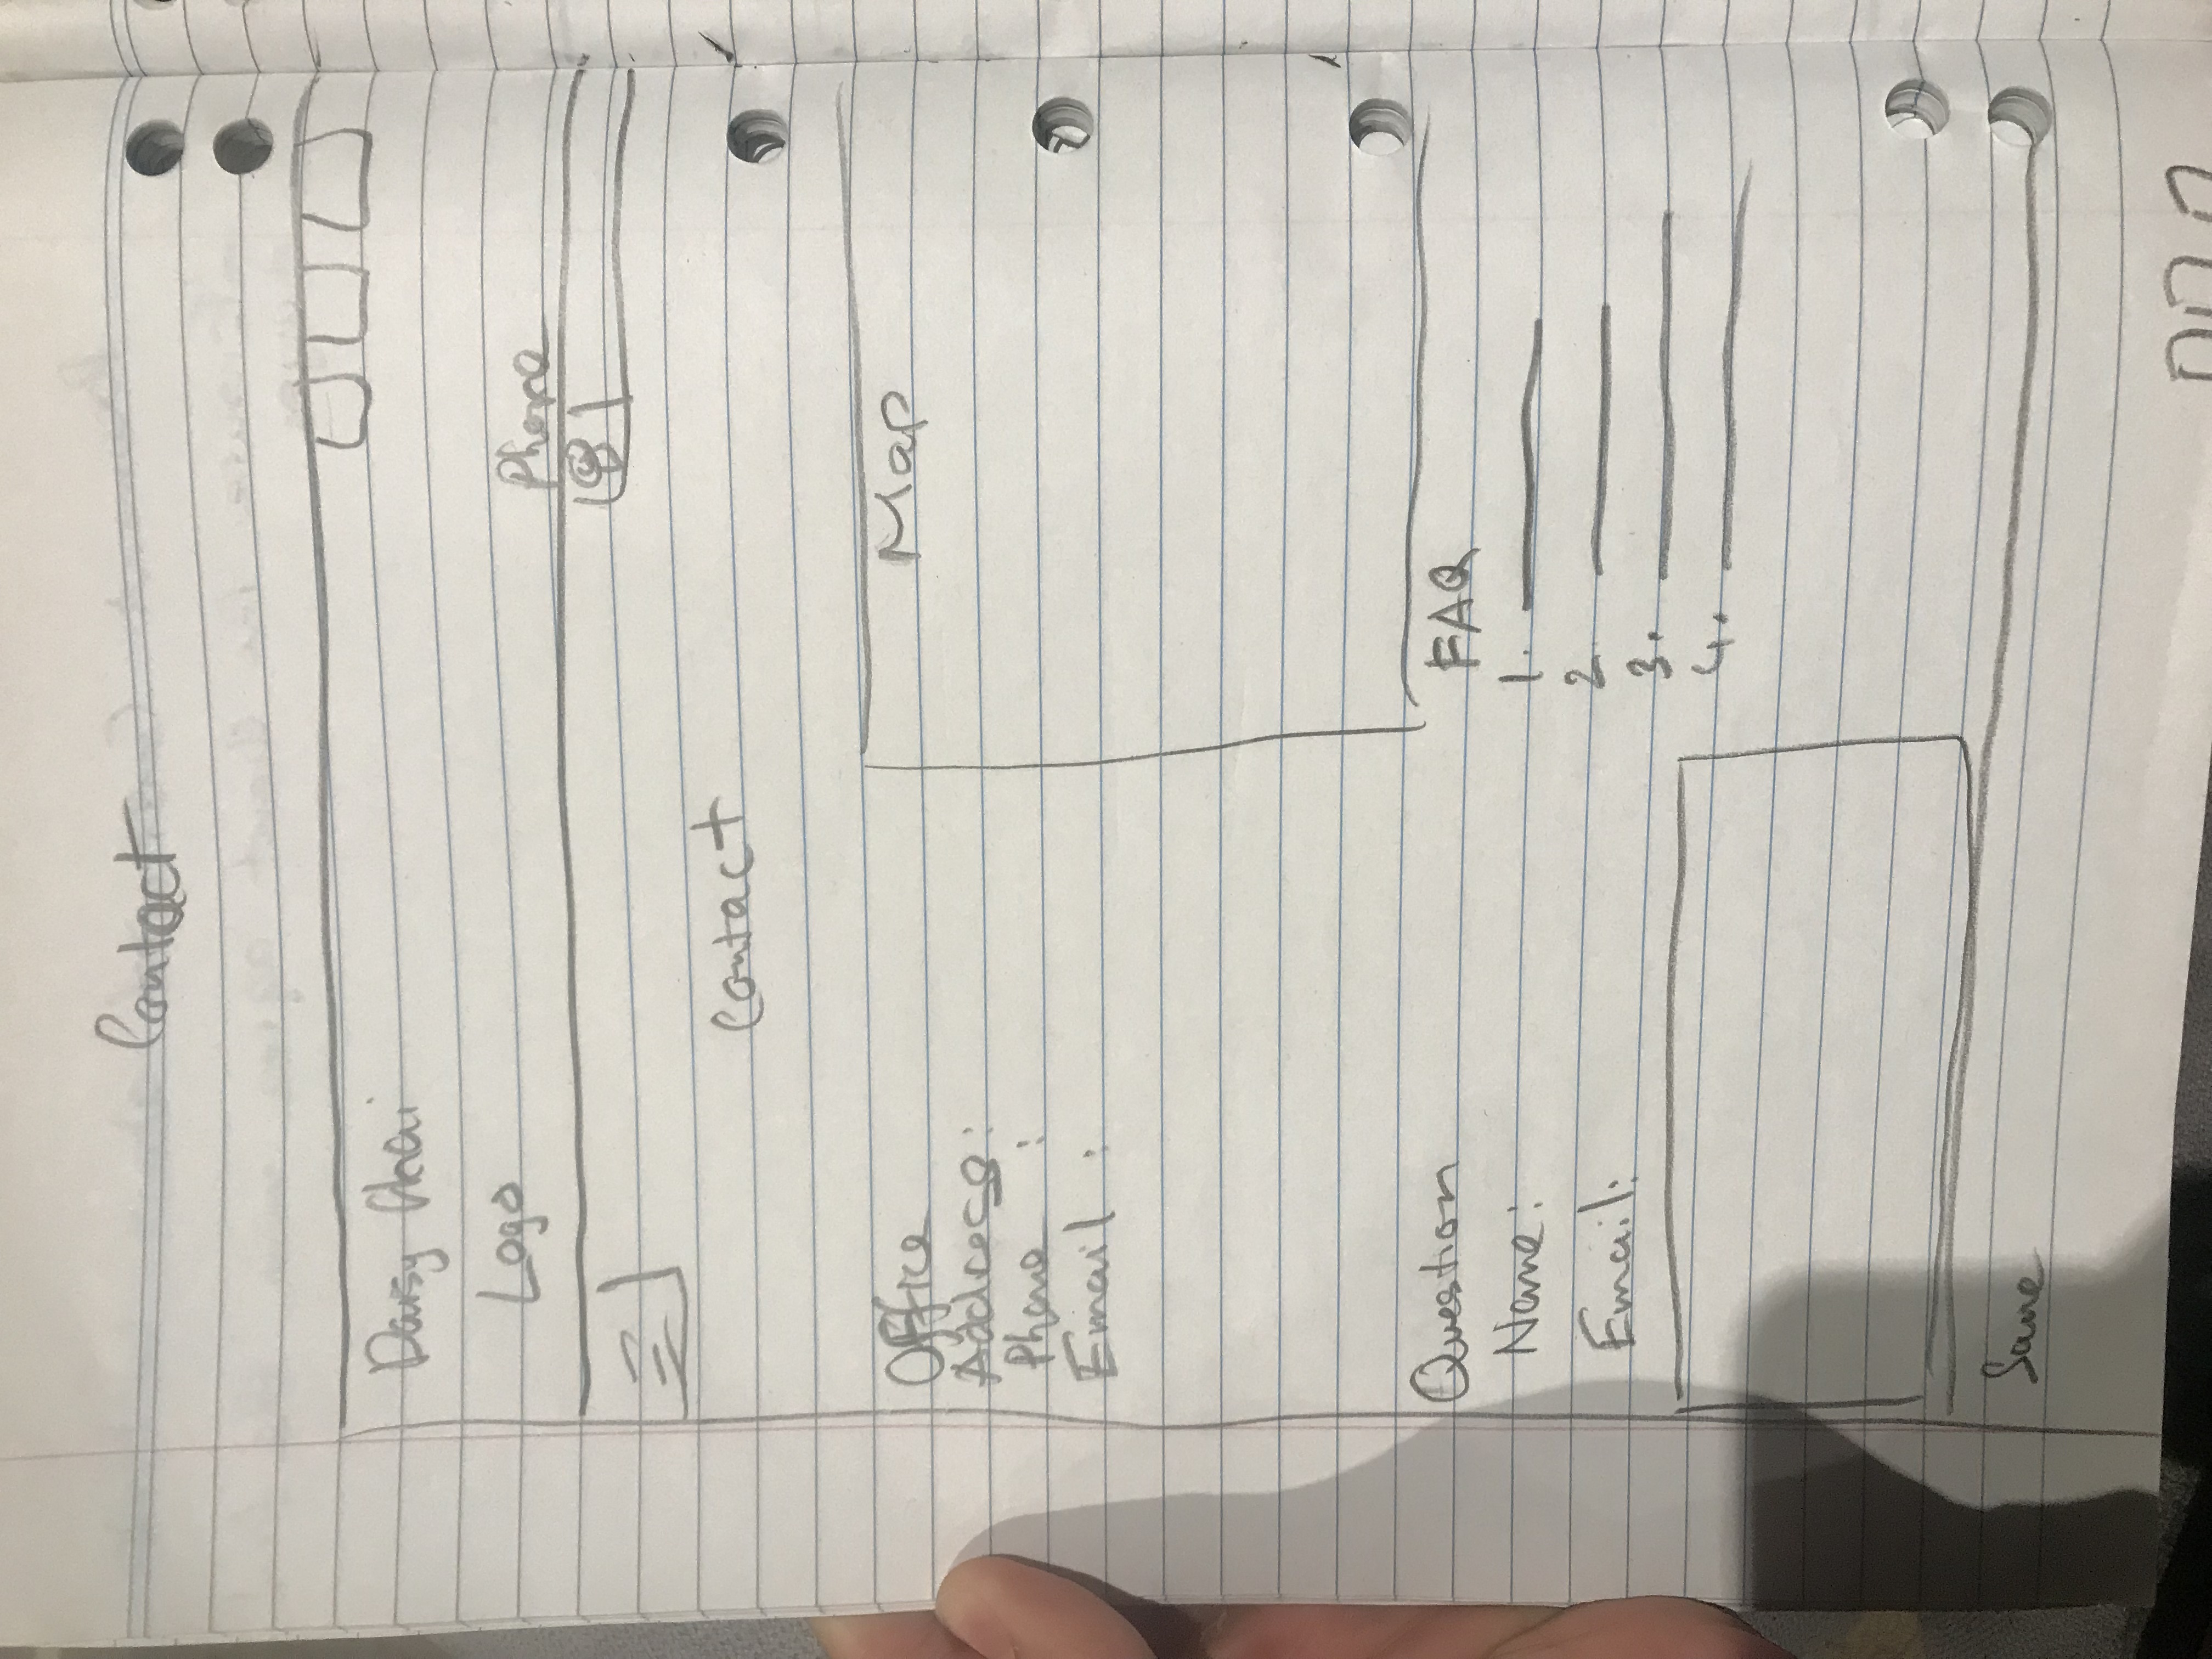 Contact
Daisy Chai
Logo
Phone
Contact
Office
Address:
Phone :
Email :
Map
Question
Name:
Email:
FAQ
1.
2.
3.
4.
Same